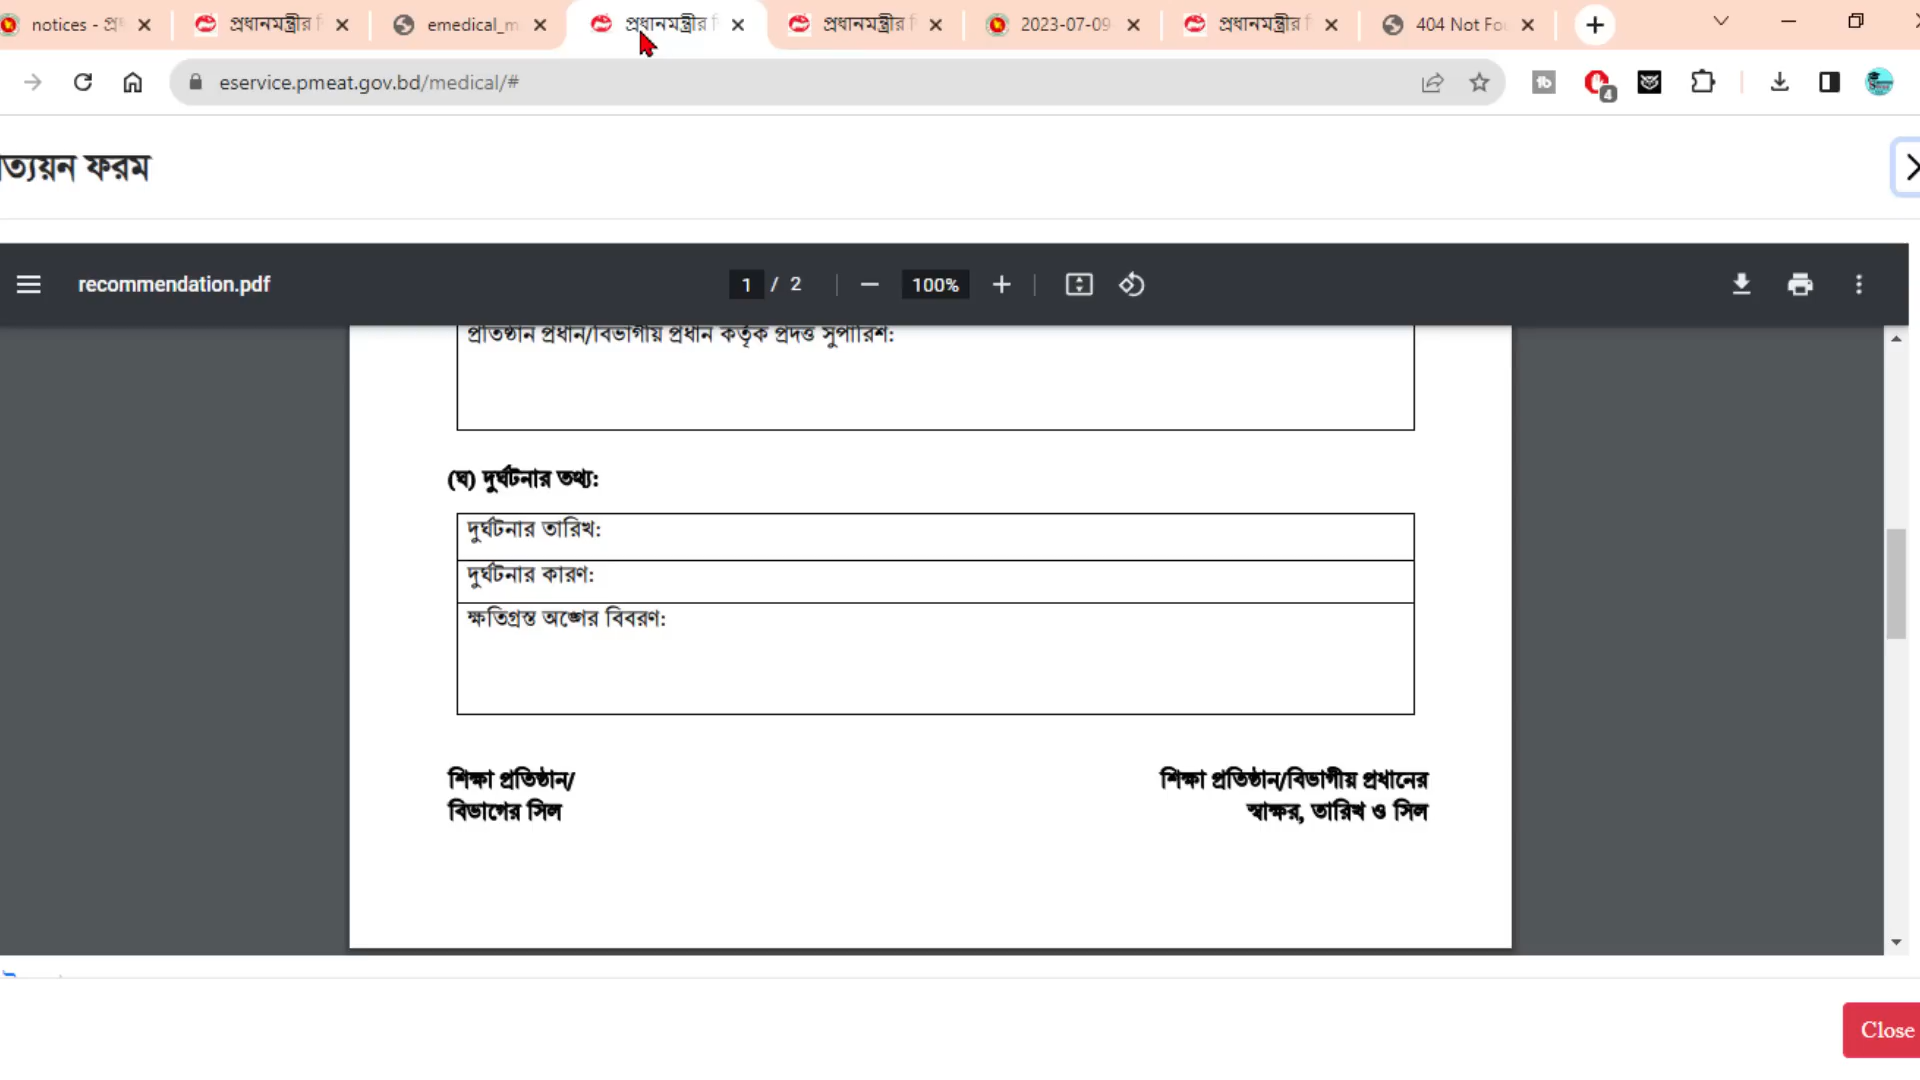 notices - প্র
প্রধানমন্ত্রীর f
emedical_m
প্রধানমন্ত্রীর f
প্রধানমন্ত্রীর f
2023-07-09
প্রধানমন্ত্রীর f
404 Not Fou
eservice.pmeat.gov.bd/medical/#
4
ত্যয়ন ফরম
recommendation.pdf
1 / 2
100%
প্রতিষ্ঠান প্রধান/বিভাগীয় প্রধান কর্তৃক প্রদত্ত সুপারিশ:
(ঘ) দুর্ঘটনার তথ্য:
দুর্ঘটনার তারিখ:
দুর্ঘটনার কারণ:
ক্ষতিগ্রস্ত অঙ্গের বিবরণ:
শিক্ষা প্রতিষ্ঠান/
বিভাগের সিল
শিক্ষা প্রতিষ্ঠান/বিভাগীয় প্রধানের
স্বাক্ষর, তারিখ ও সিল
Close